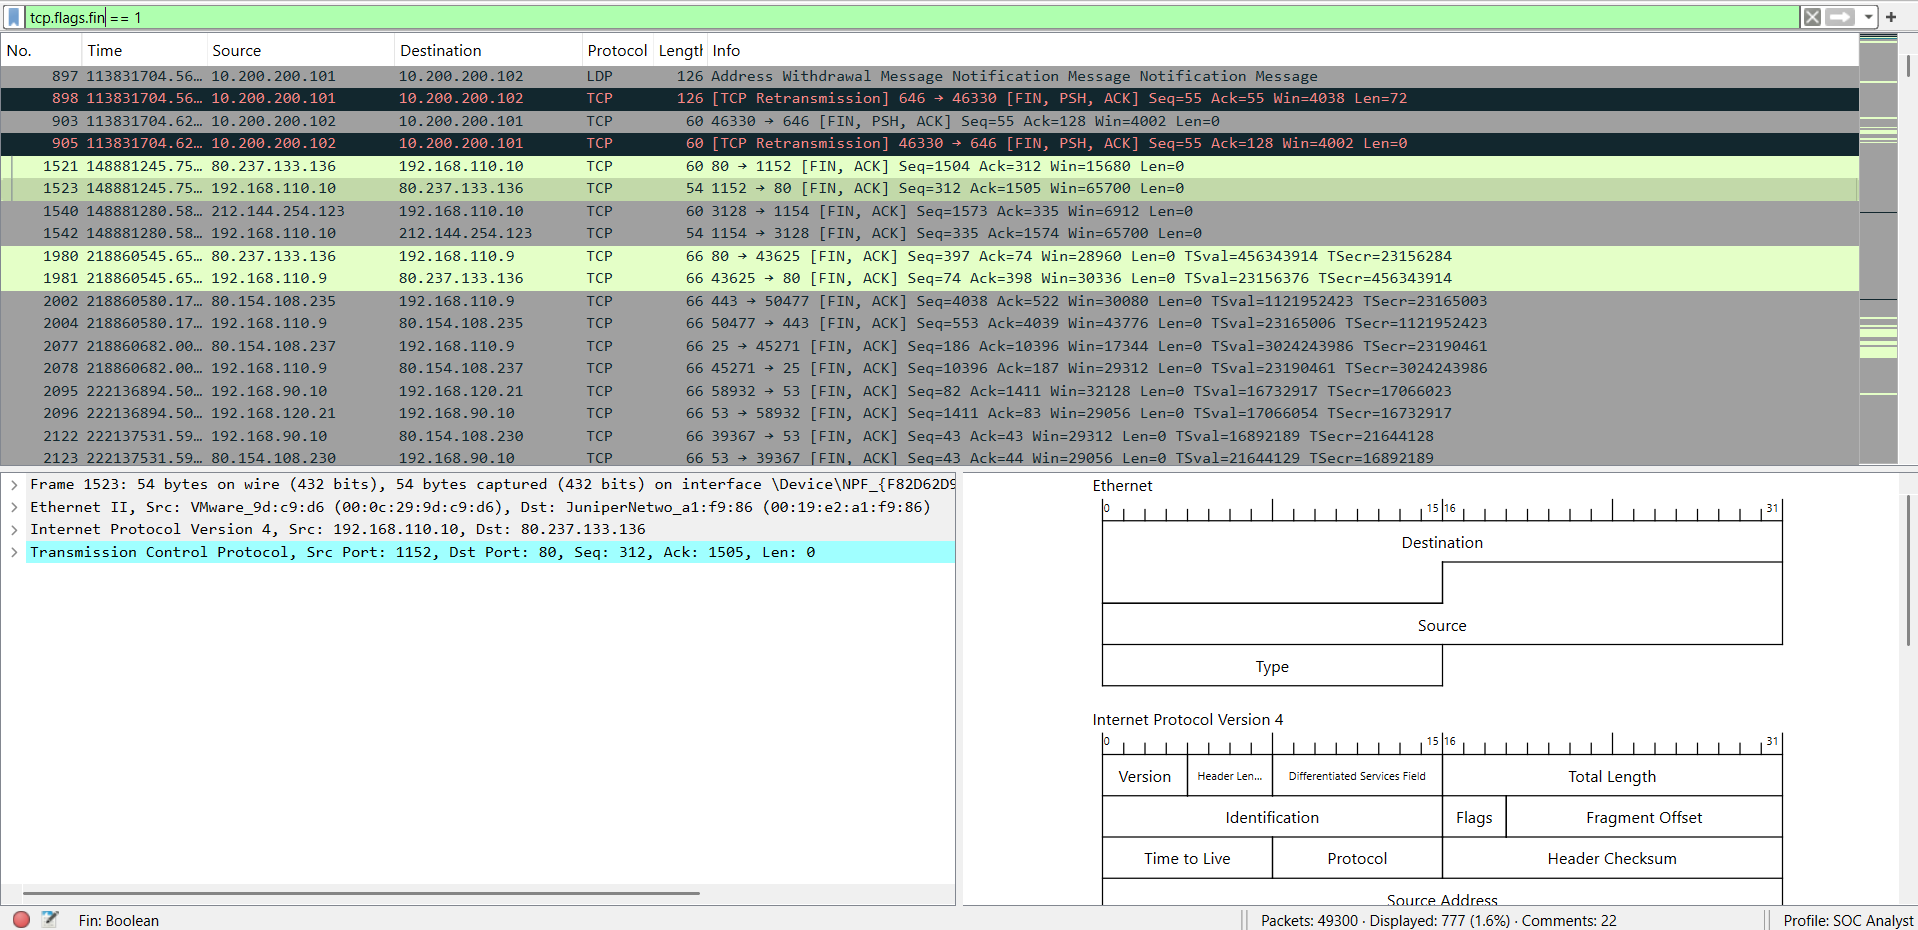 tcp.flags.fin == 1
No. Time Source Destination Protocol Length Info
897 113831704.56… 10.200.200.101 10.200.200.102 LDP 126 Address Withdrawal Message Notification Message Notification Message
898 113831704.56… 10.200.200.101 10.200.200.102 TCP 126 [TCP Retransmission] 646 → 46330 [FIN, PSH, ACK] Seq=55 Ack=55 Win=4038 Len=72
903 113831704.62… 10.200.200.102 10.200.200.101 TCP 60 46330 → 646 [FIN, PSH, ACK] Seq=55 Ack=128 Win=4002 Len=0
905 113831704.62… 10.200.200.102 10.200.200.101 TCP 60 [TCP Retransmission] 46330 → 646 [FIN, PSH, ACK] Seq=55 Ack=128 Win=4002 Len=0
1521 148881245.75… 80.237.133.136 192.168.110.10 TCP 60 80 → 1152 [FIN, ACK] Seq=1504 Ack=312 Win=15680 Len=0
1523 148881245.75… 192.168.110.10 80.237.133.136 TCP 54 1152 → 80 [FIN, ACK] Seq=312 Ack=1505 Win=65700 Len=0
1540 148881280.58… 212.144.254.123 192.168.110.10 TCP 60 3128 → 1154 [FIN, ACK] Seq=1573 Ack=335 Win=6912 Len=0
1542 148881280.58… 192.168.110.10 212.144.254.123 TCP 54 1154 → 3128 [FIN, ACK] Seq=335 Ack=1574 Win=65700 Len=0
1980 218860545.65… 80.237.133.136 192.168.110.9 TCP 66 80 → 43625 [FIN, ACK] Seq=397 Ack=74 Win=28960 Len=0 TSval=456343914 TSecr=23156284
1981 218860545.65… 192.168.110.9 80.237.133.136 TCP 66 43625 → 80 [FIN, ACK] Seq=74 Ack=398 Win=30336 Len=0 TSval=23156376 TSecr=456343914
2002 218860580.17… 80.154.108.235 192.168.110.9 TCP 66 443 → 50477 [FIN, ACK] Seq=4038 Ack=522 Win=30080 Len=0 TSval=1121952423 TSecr=23165003
2004 218860580.17… 192.168.110.9 80.154.108.235 TCP 66 50477 → 443 [FIN, ACK] Seq=553 Ack=4039 Win=43776 Len=0 TSval=23165006 TSecr=1121952423
2077 218860682.00… 80.154.108.237 192.168.110.9 TCP 66 25 → 45271 [FIN, ACK] Seq=186 Ack=10396 Win=17344 Len=0 TSval=3024243986 TSecr=23190461
2078 218860682.00… 192.168.110.9 80.154.108.237 TCP 66 45271 → 25 [FIN, ACK] Seq=10396 Ack=187 Win=29312 Len=0 TSval=23190461 TSecr=3024243986
2095 222136894.50… 192.168.90.10 192.168.120.21 TCP 66 58932 → 53 [FIN, ACK] Seq=82 Ack=1411 Win=32128 Len=0 TSval=16732917 TSecr=17066023
2096 222136894.50… 192.168.120.21 192.168.90.10 TCP 66 53 → 58932 [FIN, ACK] Seq=1411 Ack=83 Win=29056 Len=0 TSval=17066054 TSecr=16732917
2122 222137531.59… 192.168.90.10 80.154.108.230 TCP 66 39367 → 53 [FIN, ACK] Seq=43 Ack=43 Win=29312 Len=0 TSval=16892189 TSecr=21644128
2123 222137531.59… 80.154.108.230 192.168.90.10 TCP 66 53 → 39367 [FIN, ACK] Seq=43 Ack=44 Win=29056 Len=0 TSval=21644129 TSecr=16892189
Frame 1523: 54 bytes on wire (432 bits), 54 bytes captured (432 bits) on interface \Device\NPF_{F82D62D9
Ethernet II, Src: VMware_9d:c9:d6 (00:0c:29:9d:c9:d6), Dst: JuniperNetwo_a1:f9:86 (00:19:e2:a1:f9:86)
Internet Protocol Version 4, Src: 192.168.110.10, Dst: 80.237.133.136
Transmission Control Protocol, Src Port: 1152, Dst Port: 80, Seq: 312, Ack: 1505, Len: 0
Ethernet
0 15 16 31
Destination
Source
Type
Internet Protocol Version 4
0 15 16 31
Version Header Len... Differentiated Services Field Total Length
Identification Flags Fragment Offset
Time to Live Protocol Header Checksum
Source Address
Fin: Boolean
Packets: 49300 · Displayed: 777 (1.6%) · Comments: 22
Profile: SOC Analyst